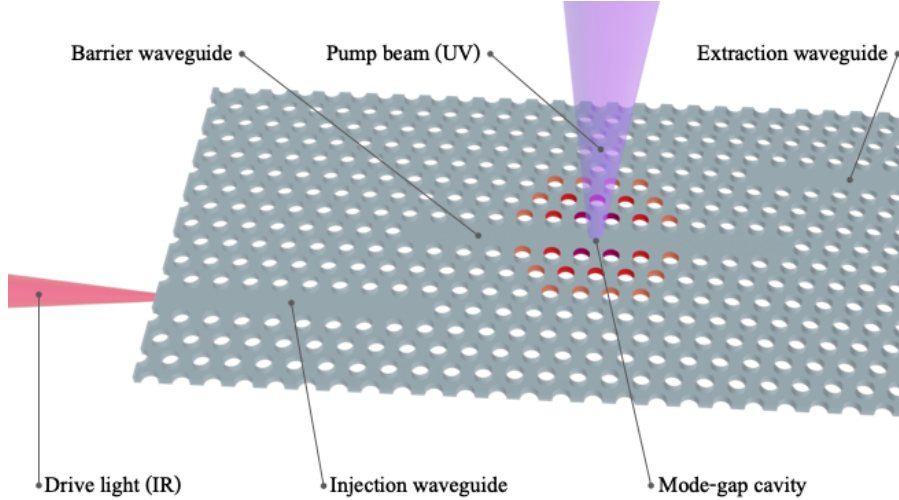 Barrier waveguide
Pump beam (UV)
Extraction waveguide
Drive light (IR)
Injection waveguide
Mode-gap cavity